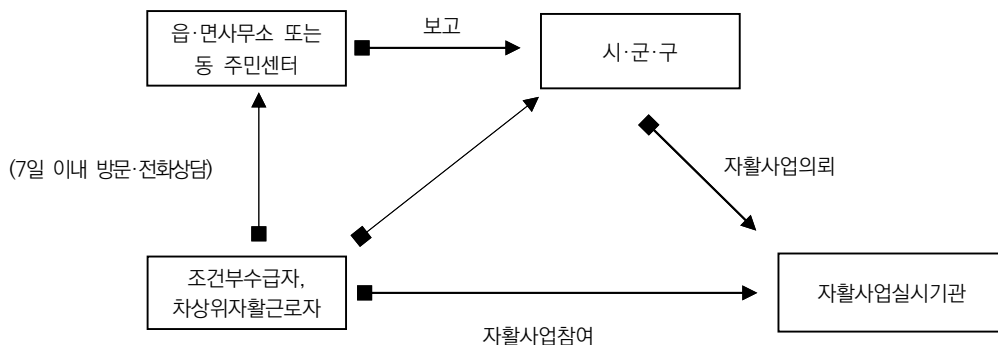 읍·면사무소 또는
동 주민센터
보고
시·군·구
(7일 이내 방문·전화상담)
자활사업의뢰
조건부수급자,
차상위자활근로자
자활사업실시기관
자활사업참여